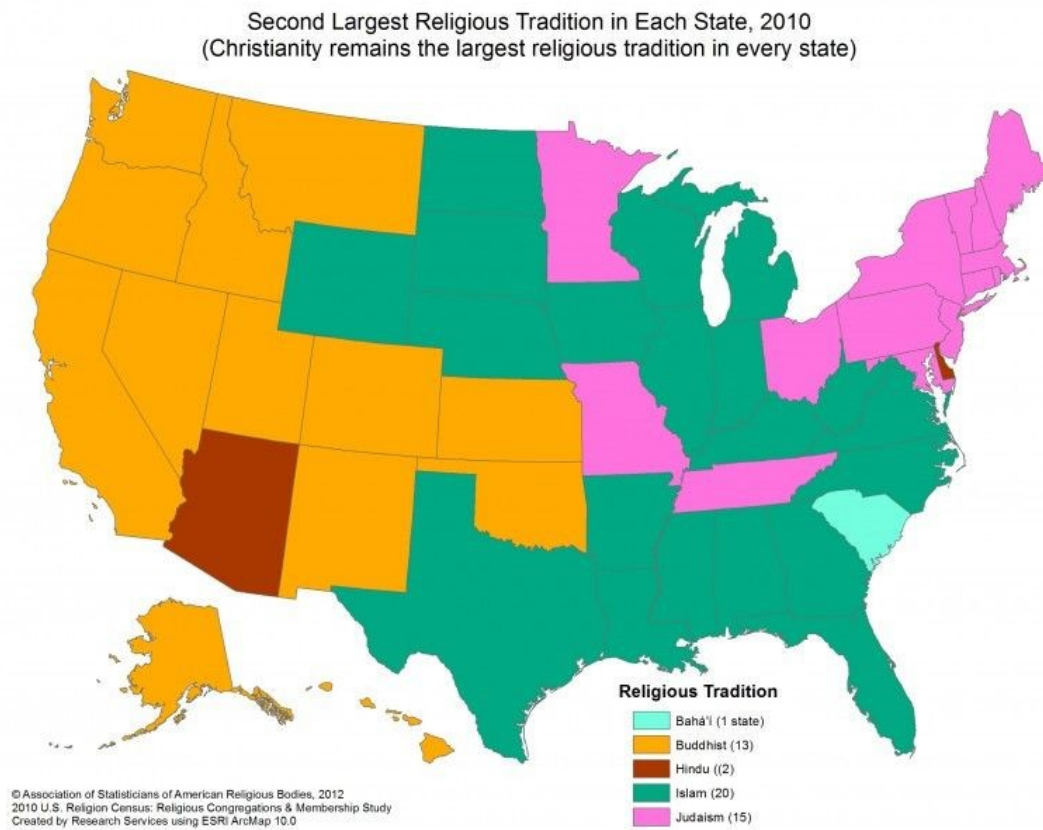 Second Largest Religious Tradition in Each State, 2010
(Christianity remains the largest religious tradition in every state)
Religious Tradition
Bahá'í (1 state)
Buddhist (13)
Hindu ((2)
Islam (20)
Judaism (15)
© Association of Statisticians of American Religious Bodies, 2012
2010 U.S. Religion Census: Religious Congregations & Membership Study
Created by Research Services using ESRI ArcMap 10.0